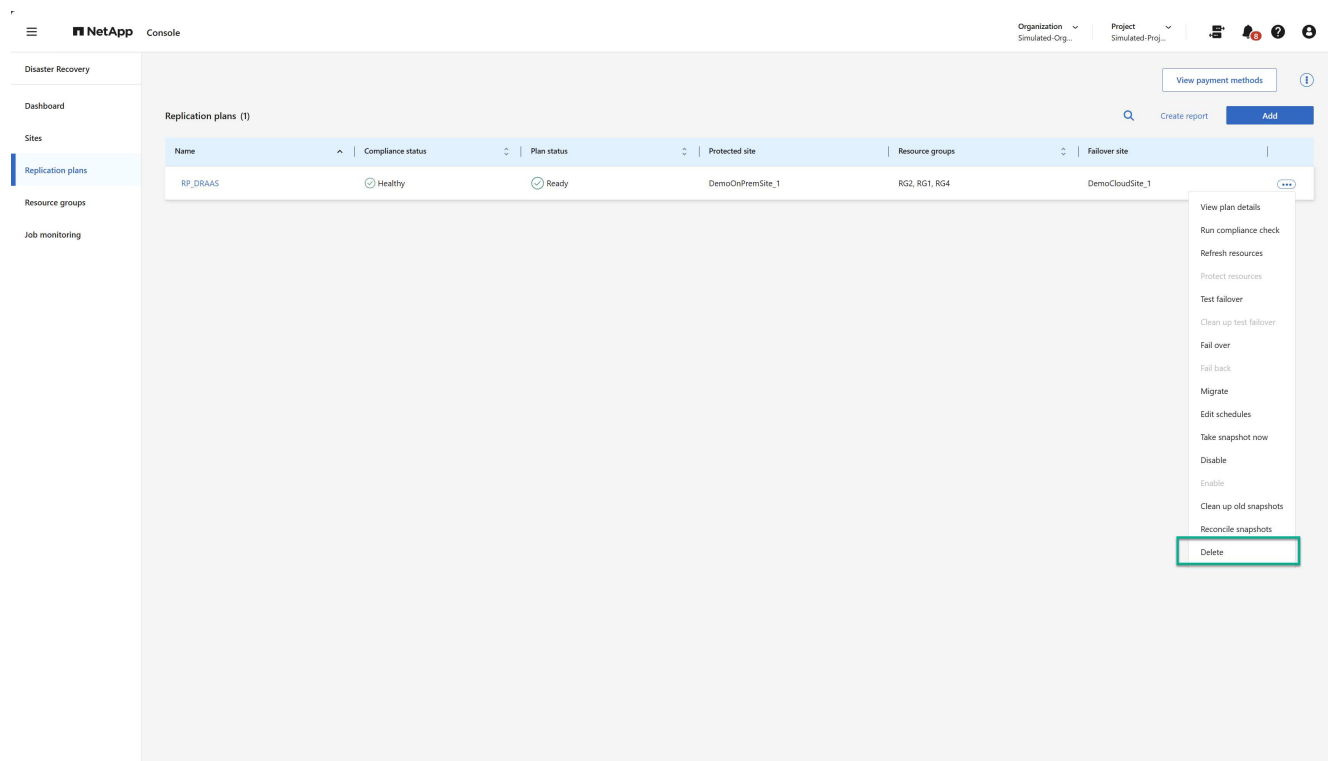 NetApp Console
Organization
Simulated-Org...
Project
Simulated-Proj...
8
Disaster Recovery
Dashboard
Sites
Replication plans
Resource groups
Job monitoring
View payment methods
Replication plans (1)
Create report
Add
Name Compliance status Plan status Protected site Resource groups Failover site
RP_DRAAS Healthy Ready DemoOnPremSite_1 RG2, RG1, RG4 DemoCloudSite_1
View plan details
Run compliance check
Refresh resources
Protect resources
Test failover
Clean up test failover
Fail over
Fail back
Migrate
Edit schedules
Take snapshot now
Disable
Enable
Clean up old snapshots
Reconcile snapshots
Delete